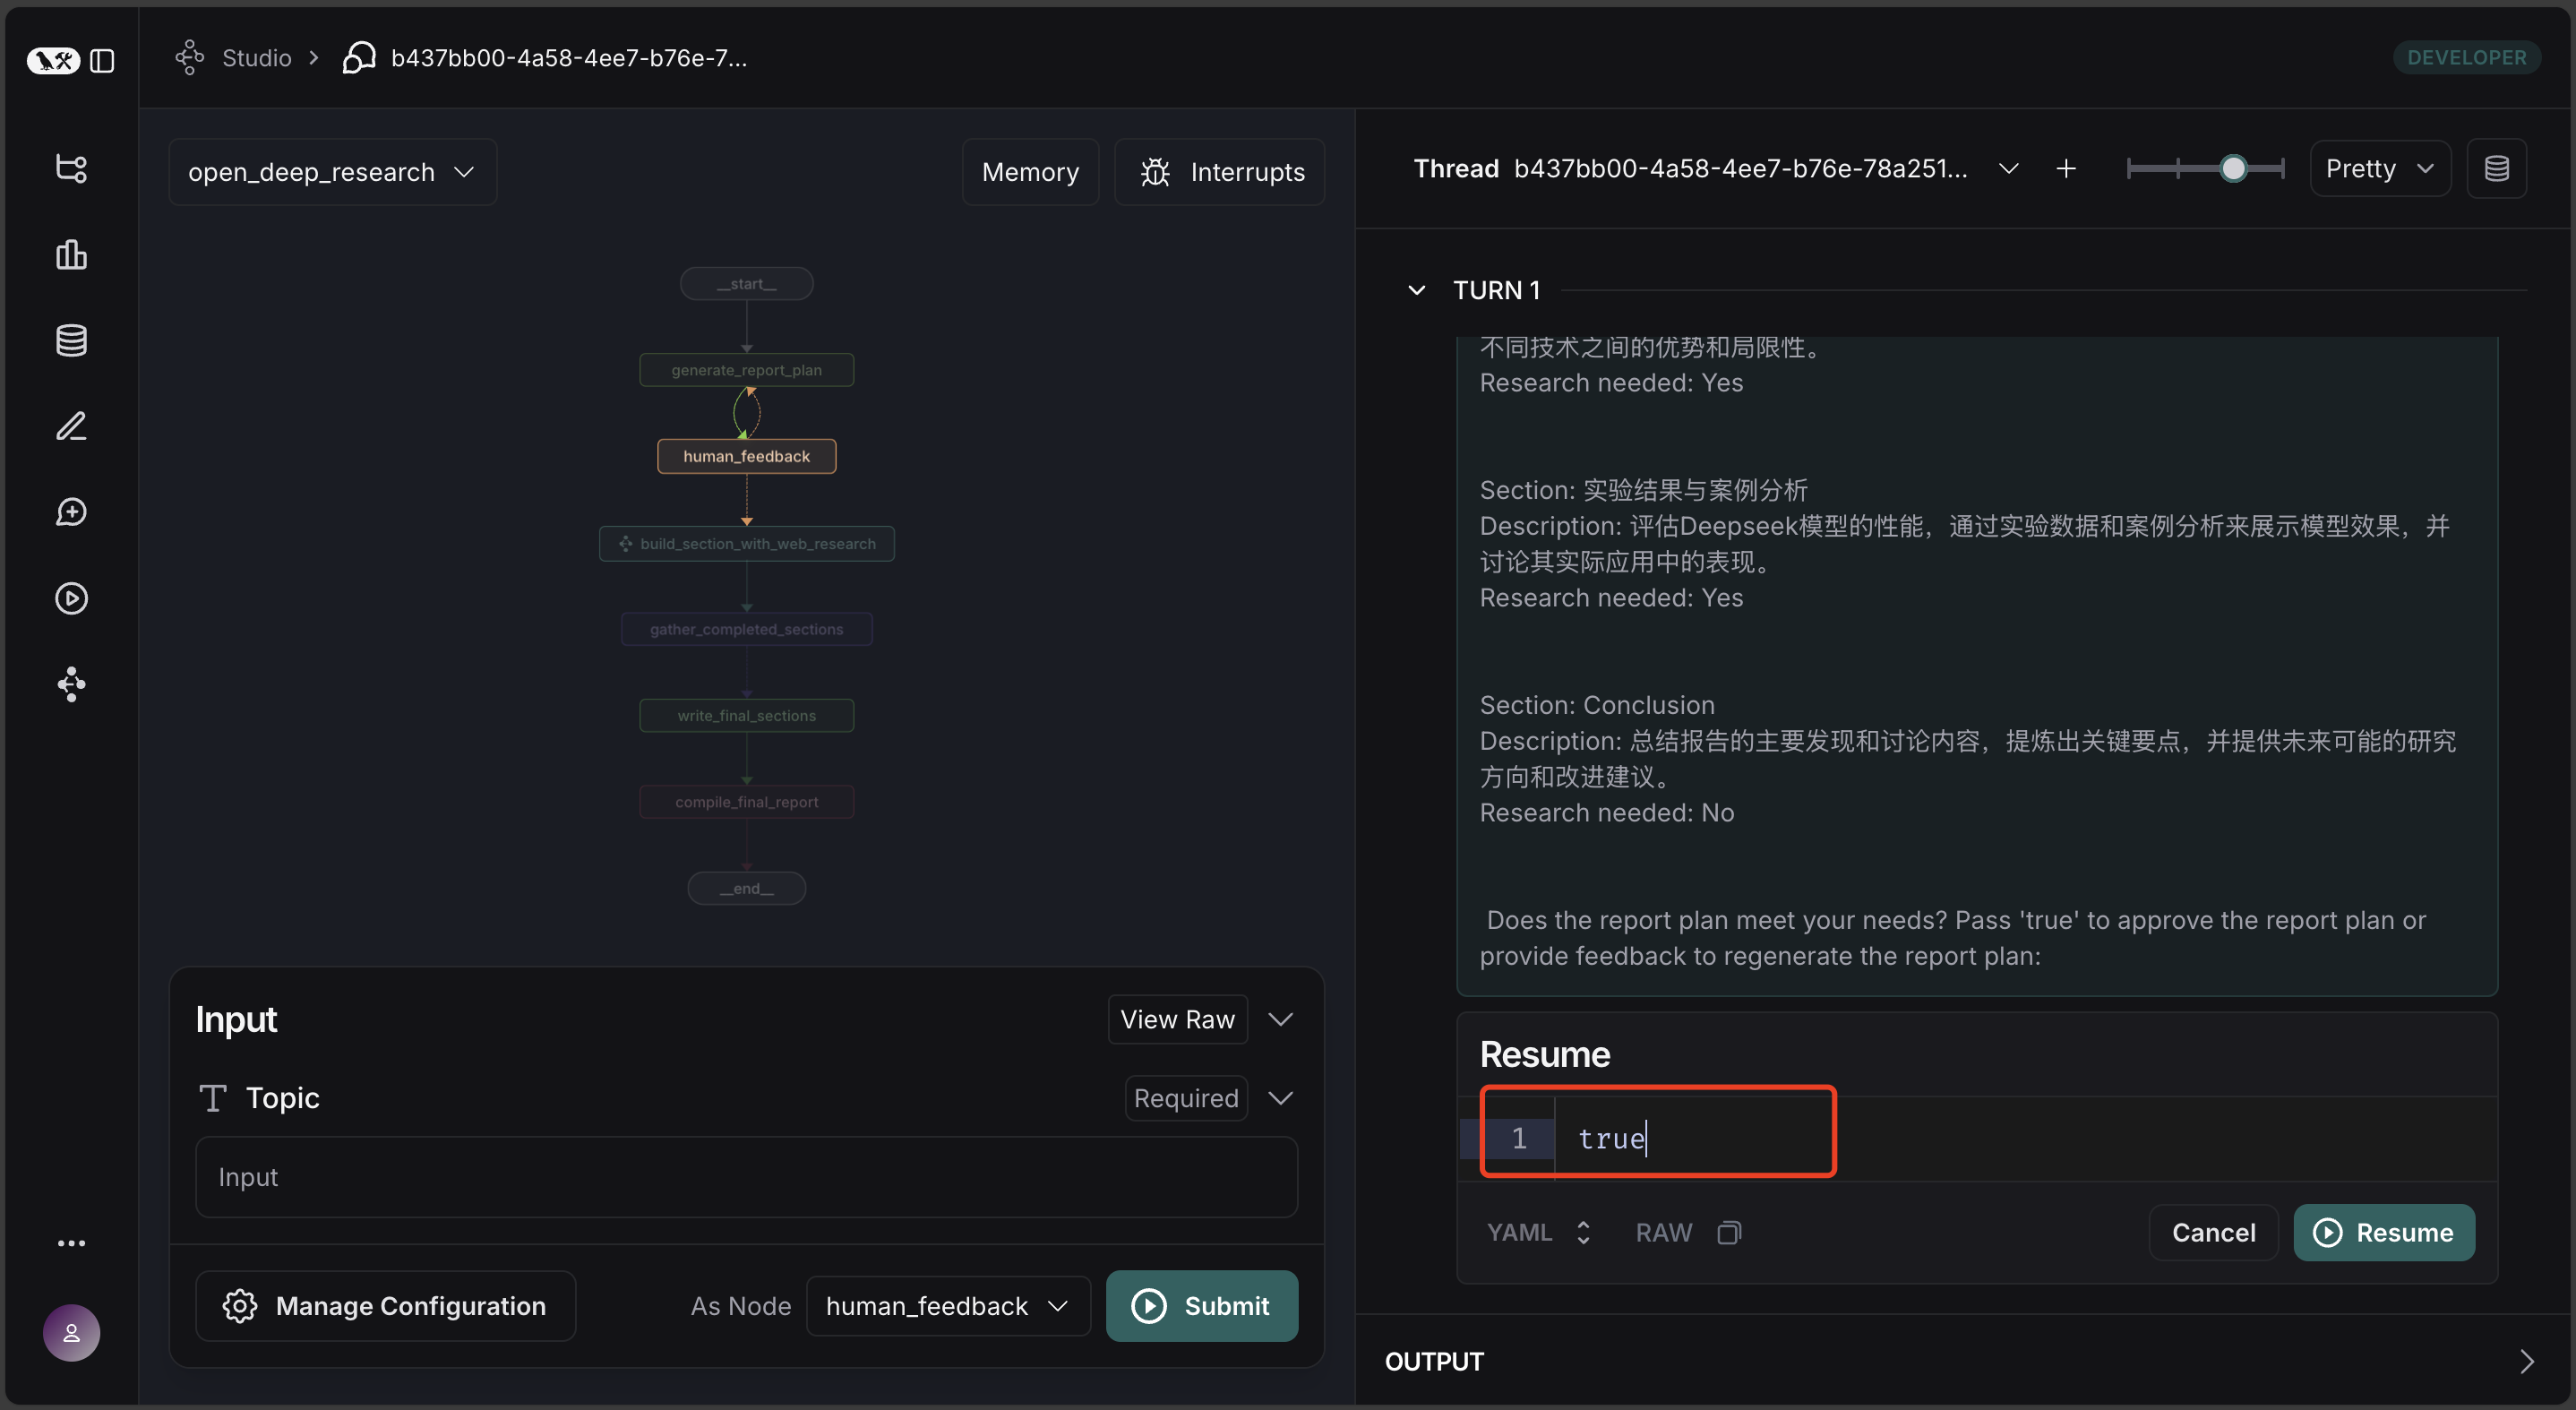 Studio
b437bb00-4a58-4ee7-b76e-7...
DEVELOPER
open_deep_research
Memory
Interrupts
__start__
generate_report_plan
human_feedback
build_section_with_web_research
gather_completed_sections
write_final_sections
compile_final_report
__end__
Input
View Raw
Topic
Required
Input
Manage Configuration
As Node
human_feedback
Submit
Thread b437bb00-4a58-4ee7-b76e-78a251...
Pretty
TURN 1
不同技术之间的优势和局限性。
Research needed: Yes
Section: 实验结果与案例分析
Description: 评估Deepseek模型的性能，通过实验数据和案例分析来展示模型效果，并
讨论其实际应用中的表现。
Research needed: Yes
Section: Conclusion
Description: 总结报告的主要发现和讨论内容，提炼出关键要点，并提供未来可能的研究
方向和改进建议。
Research needed: No
Does the report plan meet your needs? Pass 'true' to approve the report plan or
provide feedback to regenerate the report plan:
Resume
1 true
YAML
RAW
Cancel
Resume
OUTPUT